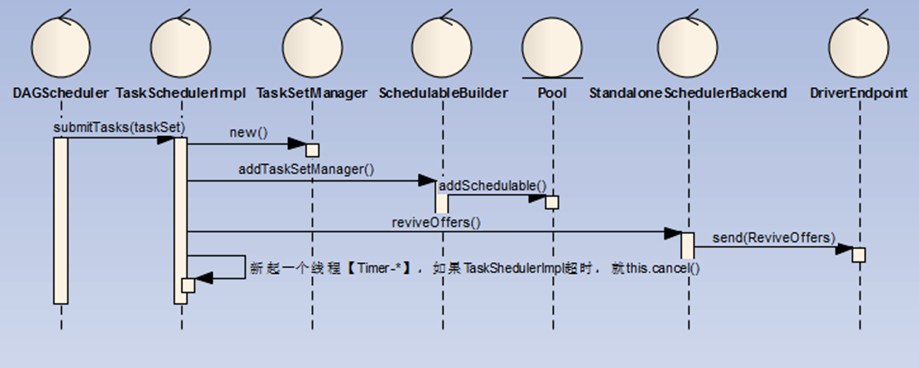 DAGScheduler TaskSchedulerImpl TaskSetManager SchedulableBuilder Pool StandaloneSchedulerBackend DriverEndpoint
submitTasks(taskSet)
new()
addTaskSetManager()
addSchedulable()
reviveOffers()
send(ReviveOffers)
新起一个线程【Timer-*】，如果TaskShedulerImpl超时，就this.cancel()